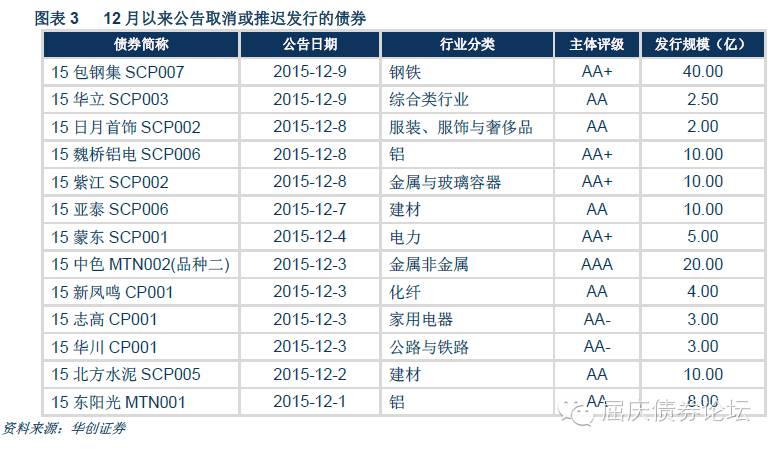 图表 3 12 月以来公告取消或推迟发行的债券
债券简称 公告日期 行业分类 主体评级 发行规模（亿）
15 包钢集 SCP007 2015-12-9 钢铁 AA+ 40.00
15 华立 SCP003 2015-12-9 综合类行业 AA 2.50
15 日月首饰 SCP002 2015-12-8 服装、服饰与奢侈品 AA 2.00
15 魏桥铝电 SCP006 2015-12-8 铝 AA+ 10.00
15 紫江 SCP002 2015-12-8 金属与玻璃容器 AA+ 10.00
15 亚泰 SCP006 2015-12-7 建材 AA 10.00
15 蒙东 SCP001 2015-12-4 电力 AA+ 5.00
15 中色 MTN002(品种二) 2015-12-3 金属非金属 AAA 20.00
15 新凤鸣 CP001 2015-12-3 化纤 AA 4.00
15 志高 CP001 2015-12-3 家用电器 AA- 3.00
15 华川 CP001 2015-12-3 公路与铁路 AA- 3.00
15 北方水泥 SCP005 2015-12-2 建材 AA 10.00
15 东阳光 MTN001 2015-12-1 铝 AA 8.00
屈庆债券论坛
资料来源：华创证券